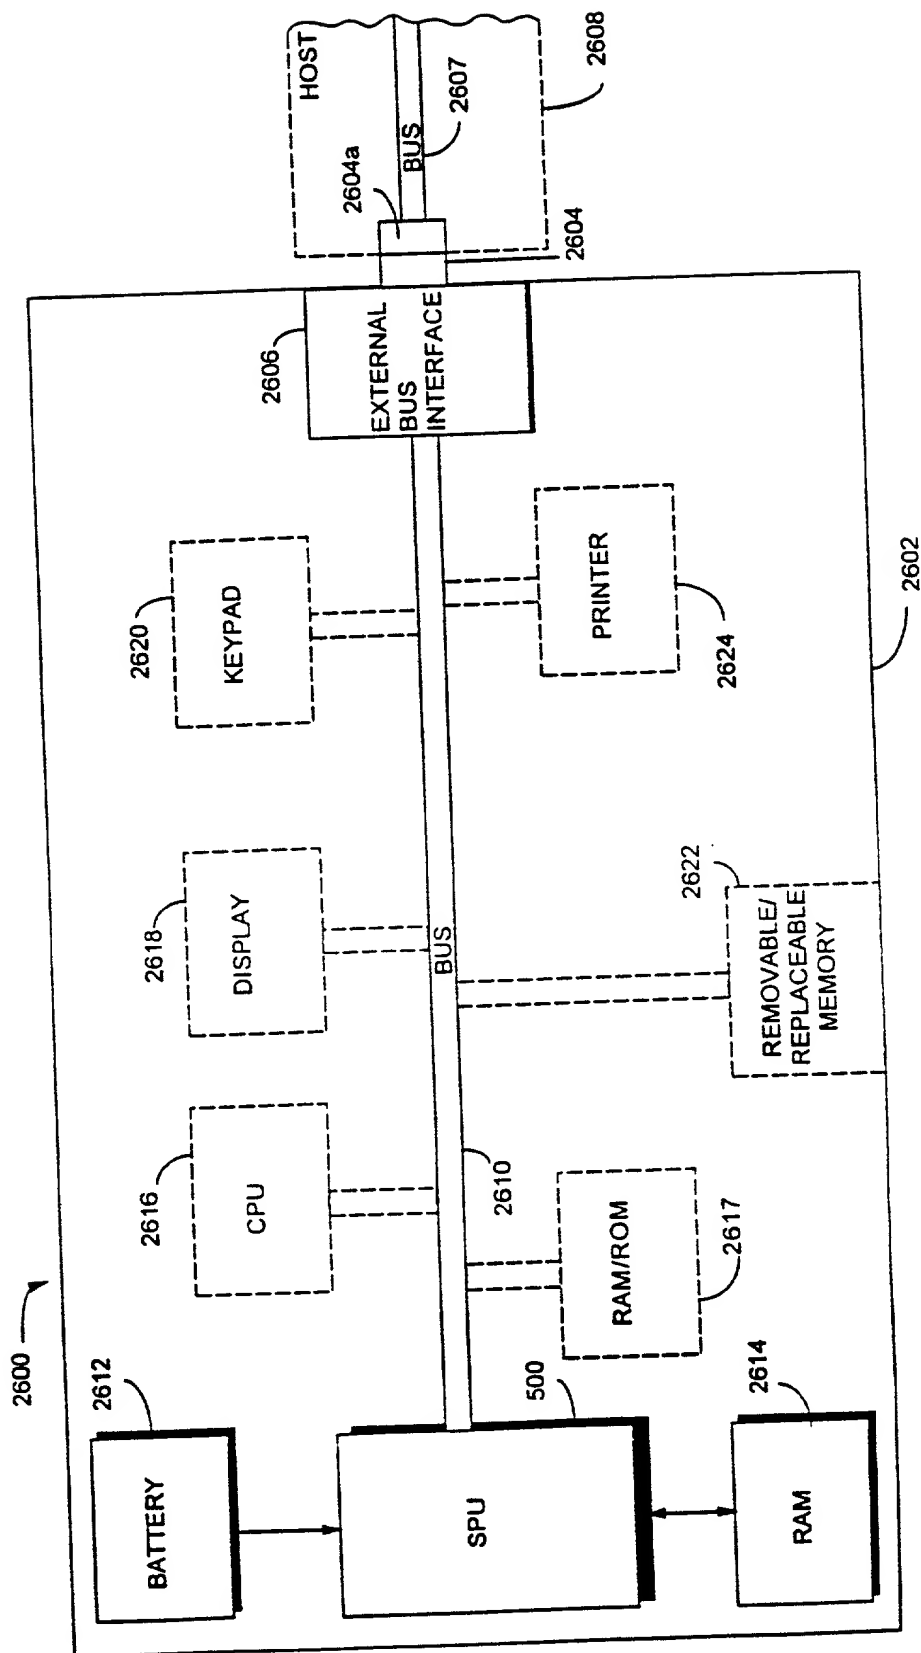 2600
BATTERY
2612
CPU
2616
DISPLAY
2618
KEYPAD
2620
EXTERNAL
BUS
INTERFACE
2606
HOST
2604a
BUS
2607
2604
2608
SPU
500
BUS
2610
RAM
2614
RAM/ROM
2617
REMOVABLE/
REPLACEABLE
MEMORY
2622
PRINTER
2624
2602